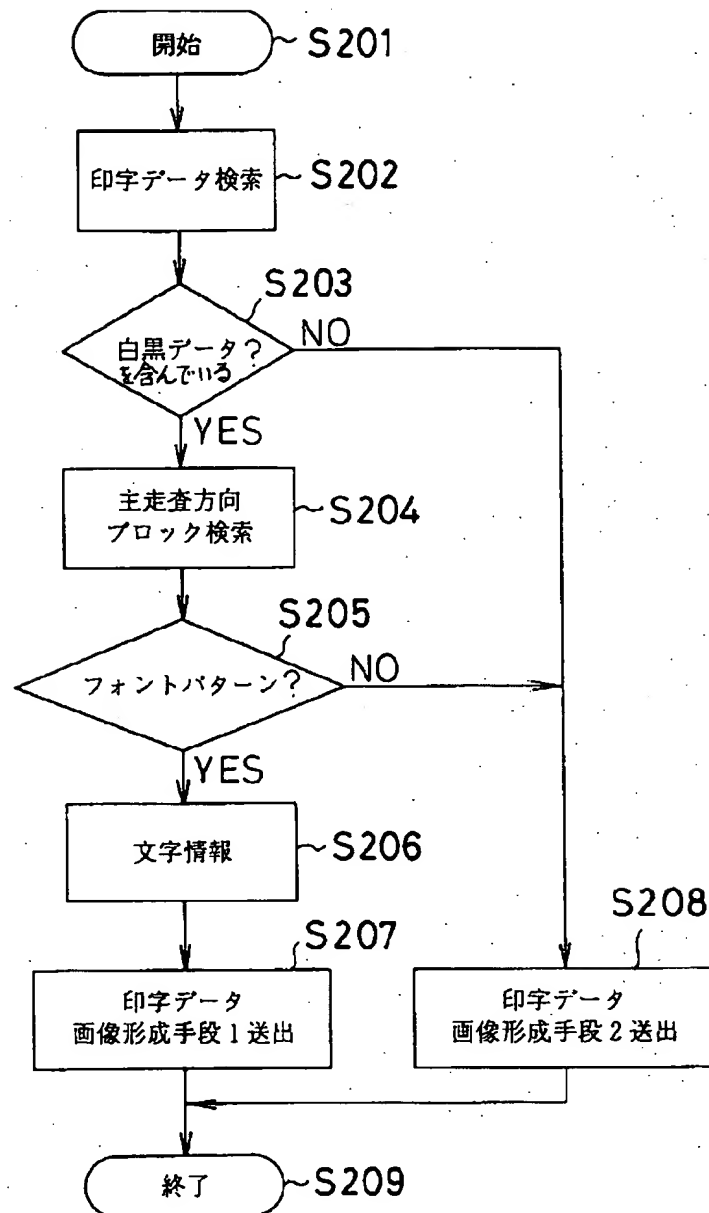 開始
S201
印字データ検索
S202
S203
白黒データ?
を含んでいる
NO
YES
主走査方向
ブロック検索
S204
S205
フォントパターン?
NO
YES
文字情報
S206
S207
印字データ
画像形成手段1送出
S208
印字データ
画像形成手段2送出
終了
S209